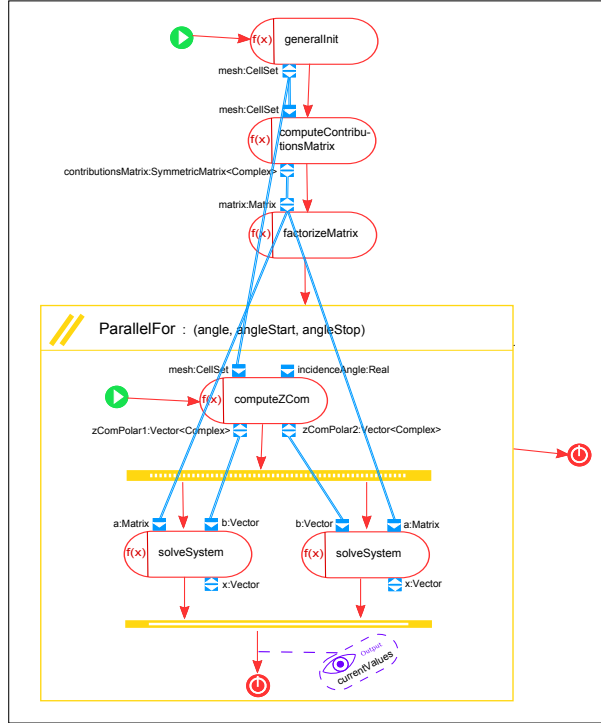 f(x) generalInit
mesh:CellSet
mesh:CellSet
f(x) computeContribu-
tionsMatrix
contributionsMatrix:SymmetricMatrix<Complex>
matrix:Matrix
f(x) factorizeMatrix
ParallelFor : (angle, angleStart, angleStop)
mesh:CellSet incidenceAngle:Real
f(x) computeZCom
zComPolar1:Vector<Complex> zComPolar2:Vector<Complex>
a:Matrix b:Vector b:Vector a:Matrix
f(x) solveSystem f(x) solveSystem
x:Vector x:Vector
Output
currentValues